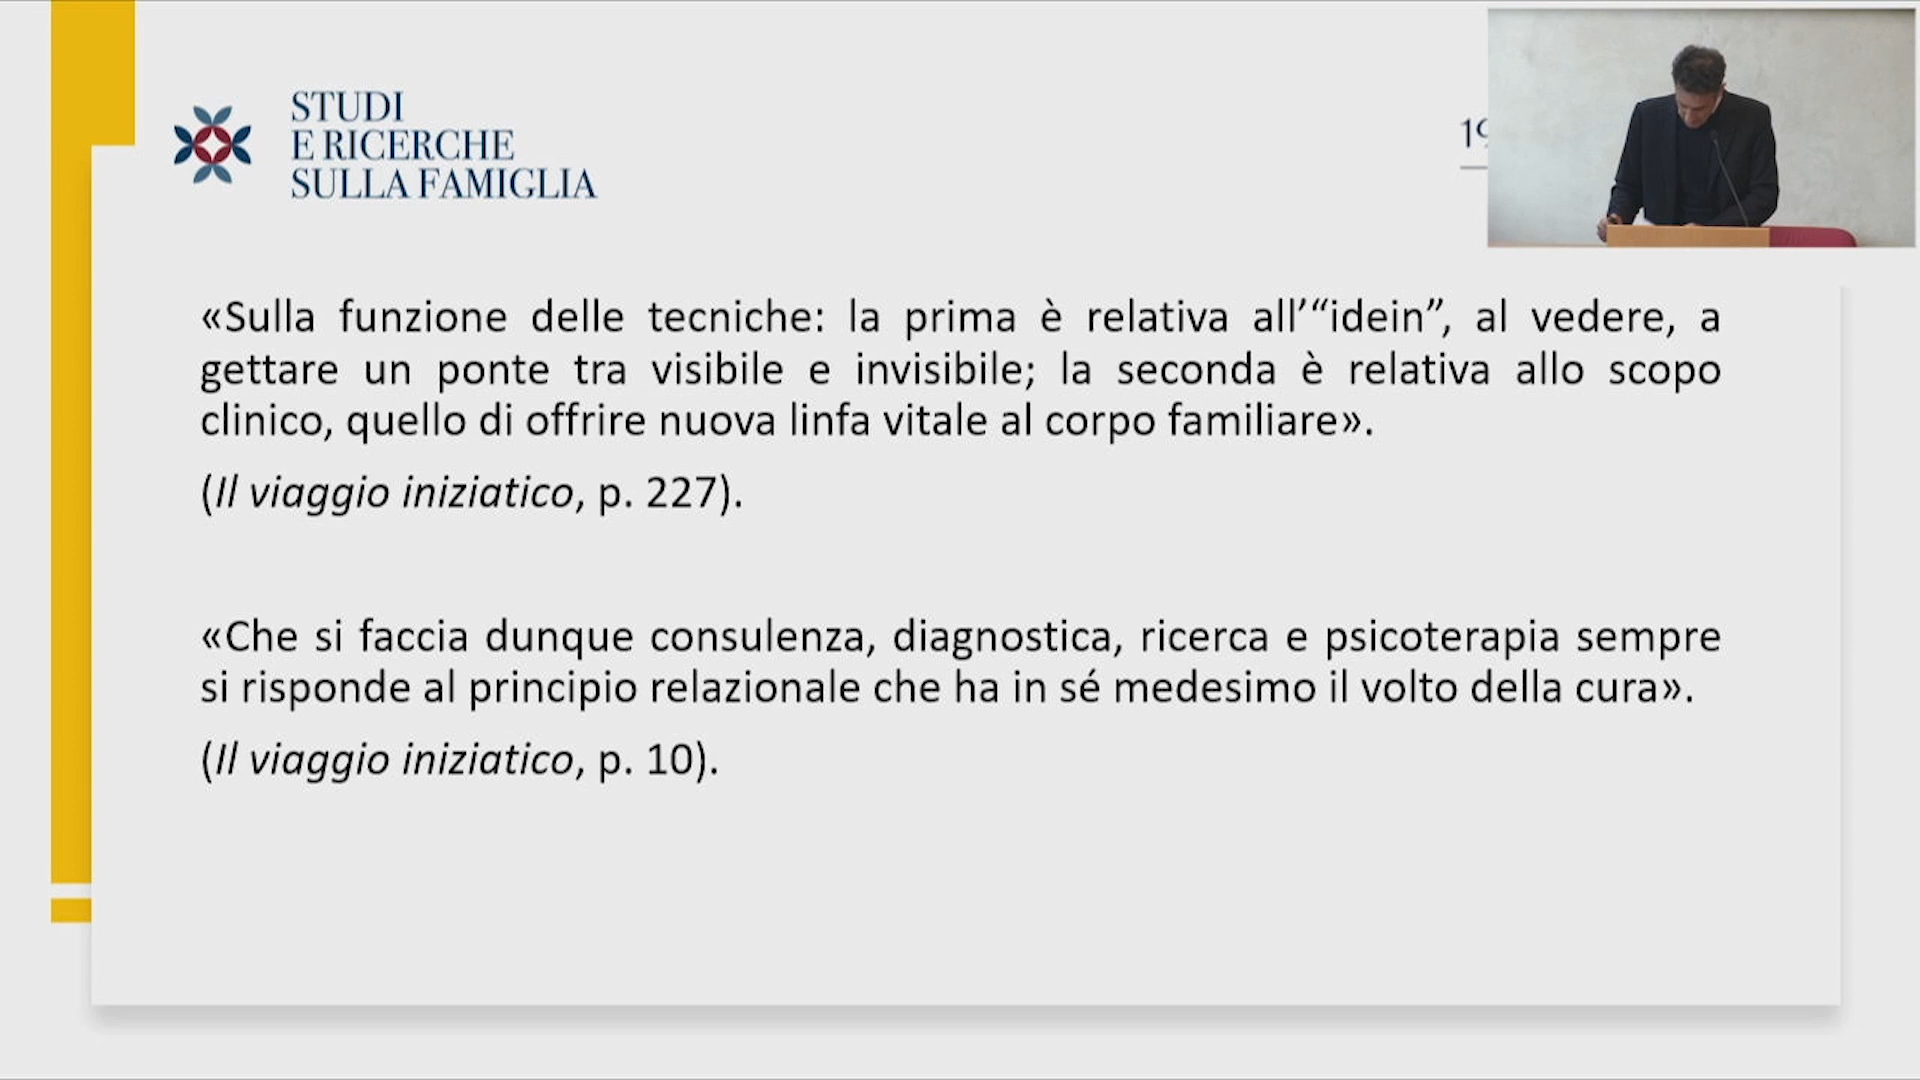 STUDI
E RICERCHE
SULLA FAMIGLIA
«Sulla funzione delle tecniche: la prima è relativa all’“idein”, al vedere, a
gettare un ponte tra visibile e invisibile; la seconda è relativa allo scopo
clinico, quello di offrire nuova linfa vitale al corpo familiare».
(Il viaggio iniziatico, p. 227).
«Che si faccia dunque consulenza, diagnostica, ricerca e psicoterapia sempre
si risponde al principio relazionale che ha in sé medesimo il volto della cura».
(Il viaggio iniziatico, p. 10).